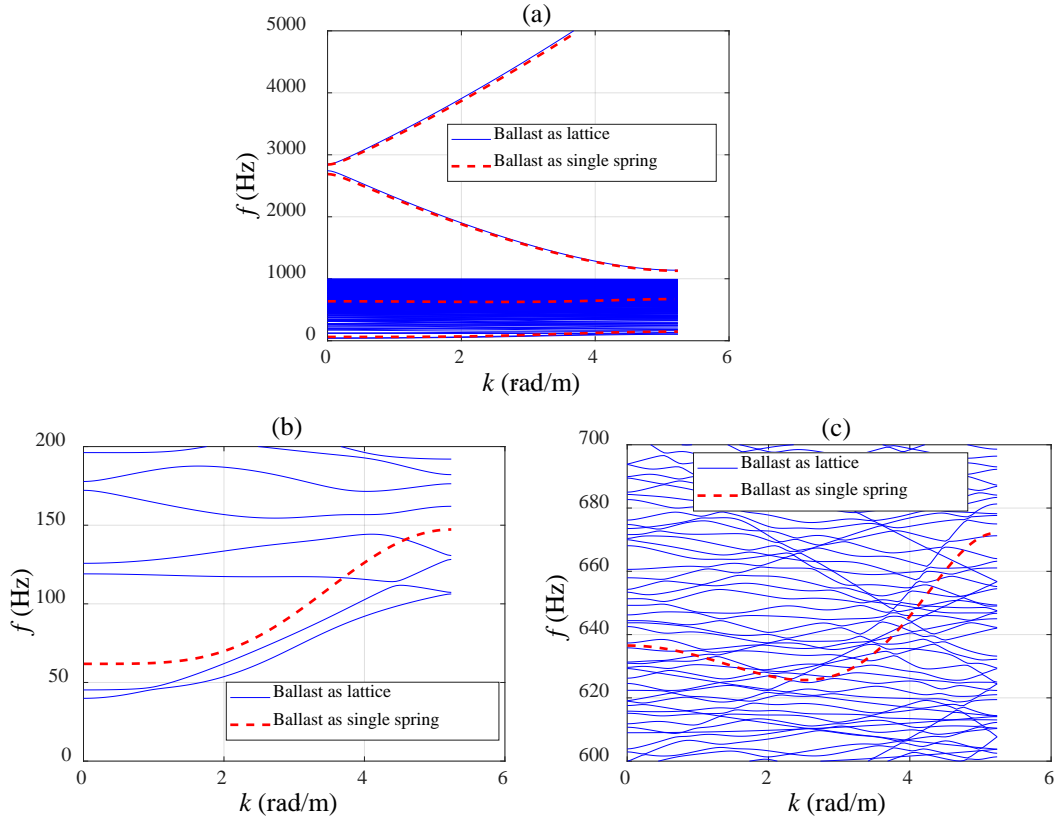 (a)
5000
4000
3000
2000
1000
0
f (Hz)
Ballast as lattice
Ballast as single spring
0
2
4
6
k (rad/m)
(b)
200
150
100
50
0
f (Hz)
Ballast as lattice
Ballast as single spring
0
2
4
6
k (rad/m)
(c)
700
680
660
640
620
600
f (Hz)
Ballast as lattice
Ballast as single spring
0
2
4
6
k (rad/m)